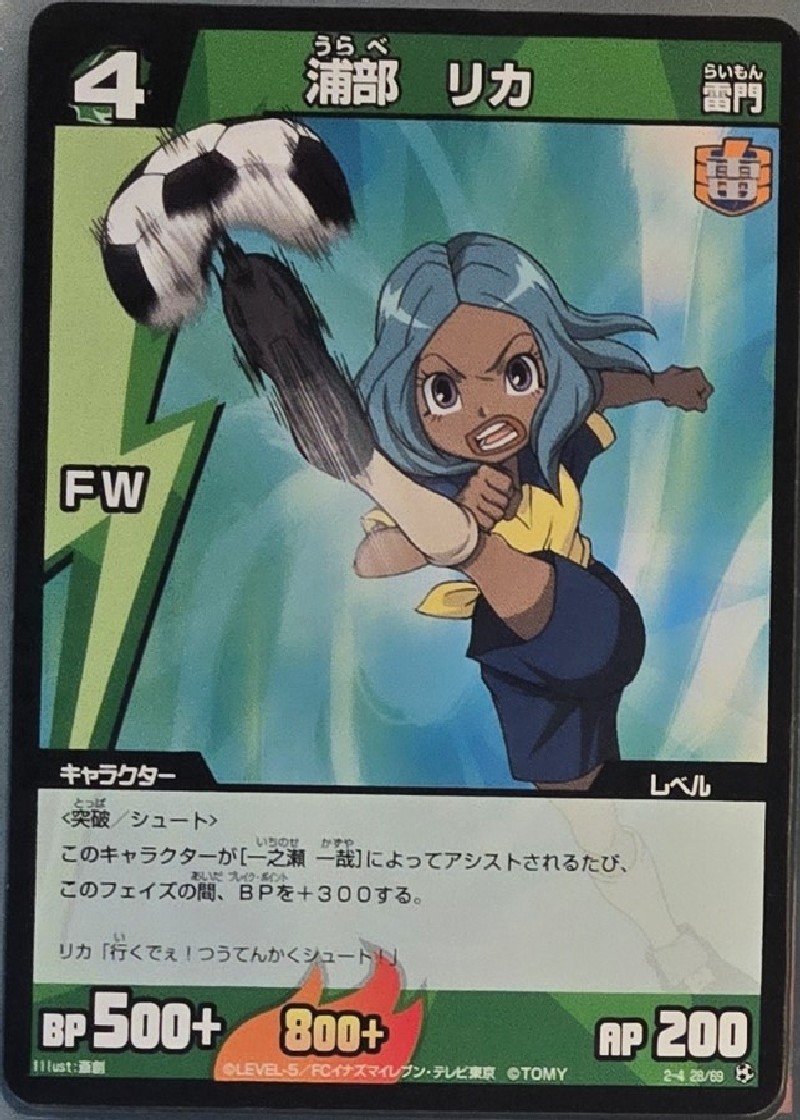 4
うらべ
浦部 リカ
らいもん
雷門
雷
FW
キャラクター
レベル
とっぱ
<突破／シュート>
いちのせ かずや
このキャラクターが[一之瀬 一哉]によってアシストされるたび、
あいだ ブレイク・ポイント
このフェイズの間、BPを＋300する。
い
リカ「行くでぇ！つうてんかくシュート！」
BP 500+
800+
AP 200
Illust:斎創
©LEVEL-5／FCイナズマイレブン・テレビ東京 ©TOMY
2-4 28/69